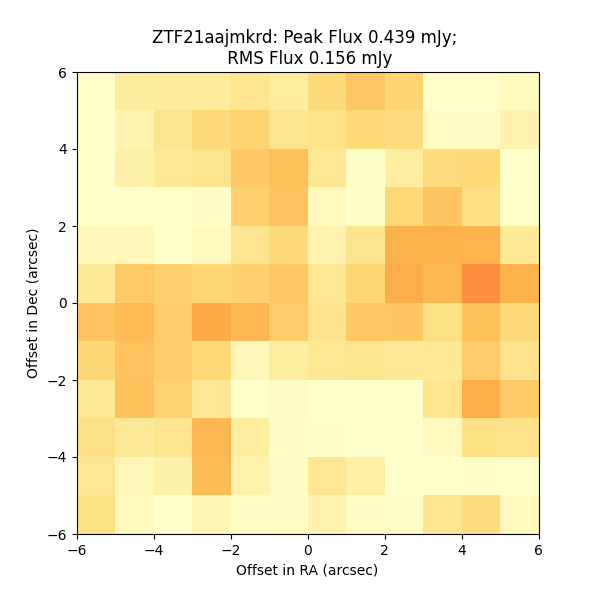 ZTF21aajmkrd: Peak Flux 0.439 mJy;
RMS Flux 0.156 mJy
6
4
2
0
−2
−4
−6
Offset in Dec (arcsec)
−6 −4 −2 0 2 4 6
Offset in RA (arcsec)